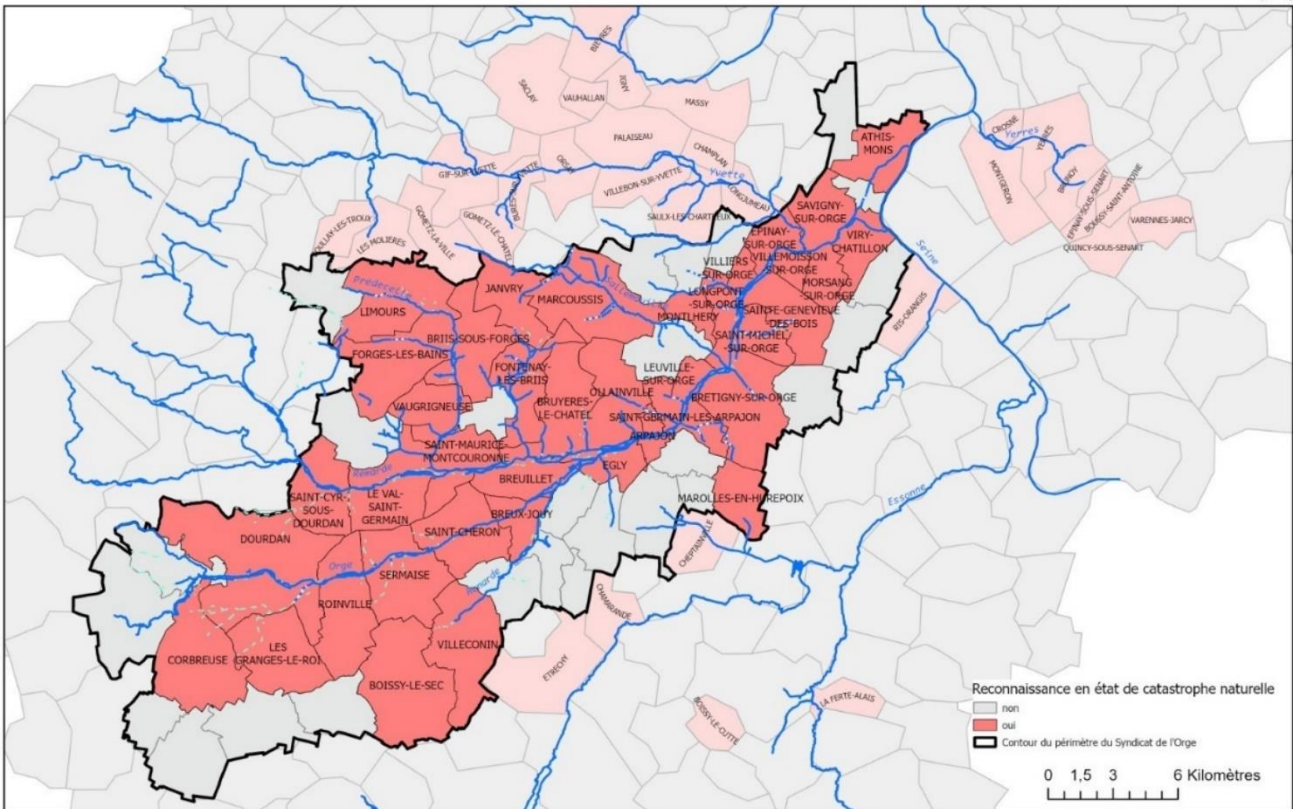 BIEVRES
SACLAY
VAUHALLAN
IGNY
MASSY
PALAISEAU
CHAMPLAN
ORSAY
GIF-SUR-YVETTE
BURES-SUR-YVETTE
VILLEBON-SUR-YVETTE
Yvette
LONGJUMEAU
SAULX-LES-CHARTREUX
GOMETZ-LE-CHATEL
GOMETZ-LA-VILLE
LES MOLIERES
CROSNE
Yerres
YERRES
MONTGERON
BRUNOY
EPINAY-SOUS-SENART
BOUSSY-SAINT-ANTOINE
VARENNES-JARCY
QUINCY-SOUS-SENART
ATHIS-
MONS
SAVIGNY-
SUR-ORGE
VIRY-
CHATILLON
Seine
RIS-ORANGIS
EPINAY-
SUR-ORGE
VILLEMOISSON
-SUR-ORGE
MORSANG
-SUR-ORGE
VILLIERS
-SUR-ORGE
LONGPONT
-SUR-ORGE
MONTLHERY
SAINTE-GENEVIEVE
-DES-BOIS
SAINT-MICHEL
-SUR-ORGE
Prédecelle
LIMOURS
JANVRY
MARCOUSSIS
BRIIS-SOUS-FORGES
FORGES-LES-BAINS
FONTENAY-
LES-BRIIS
LEUVILLE-
SUR-ORGE
OLLAINVILLE
BRETIGNY-SUR-ORGE
VAUGRIGNEUSE
BRUYERES-
LE-CHATEL
SAINT-GERMAIN-LES-ARPAJON
ARPAJON
SAINT-MAURICE-
MONTCOURONNE
EGLY
Rémarde
BREUILLET
MAROLLES-EN-HUREPOIX
SAINT-CYR-
SOUS-
DOURDAN
LE VAL-
SAINT-
GERMAIN
BREUX-JOUY
SAINT-CHERON
DOURDAN
CHEPTAINVILLE
Essonne
Orge
SERMAISE
ROINVILLE
CHAMARANDE
CORBREUSE
LES
GRANGES-LE-ROI
VILLECONIN
BOISSY-LE-SEC
ETRECHY
BOISSY-LE-CUTTE
LA FERTE-ALAIS
Reconnaissance en état de catastrophe naturelle
non
oui
Contour du périmètre du Syndicat de l'Orge
0 1,5 3 6 Kilomètres